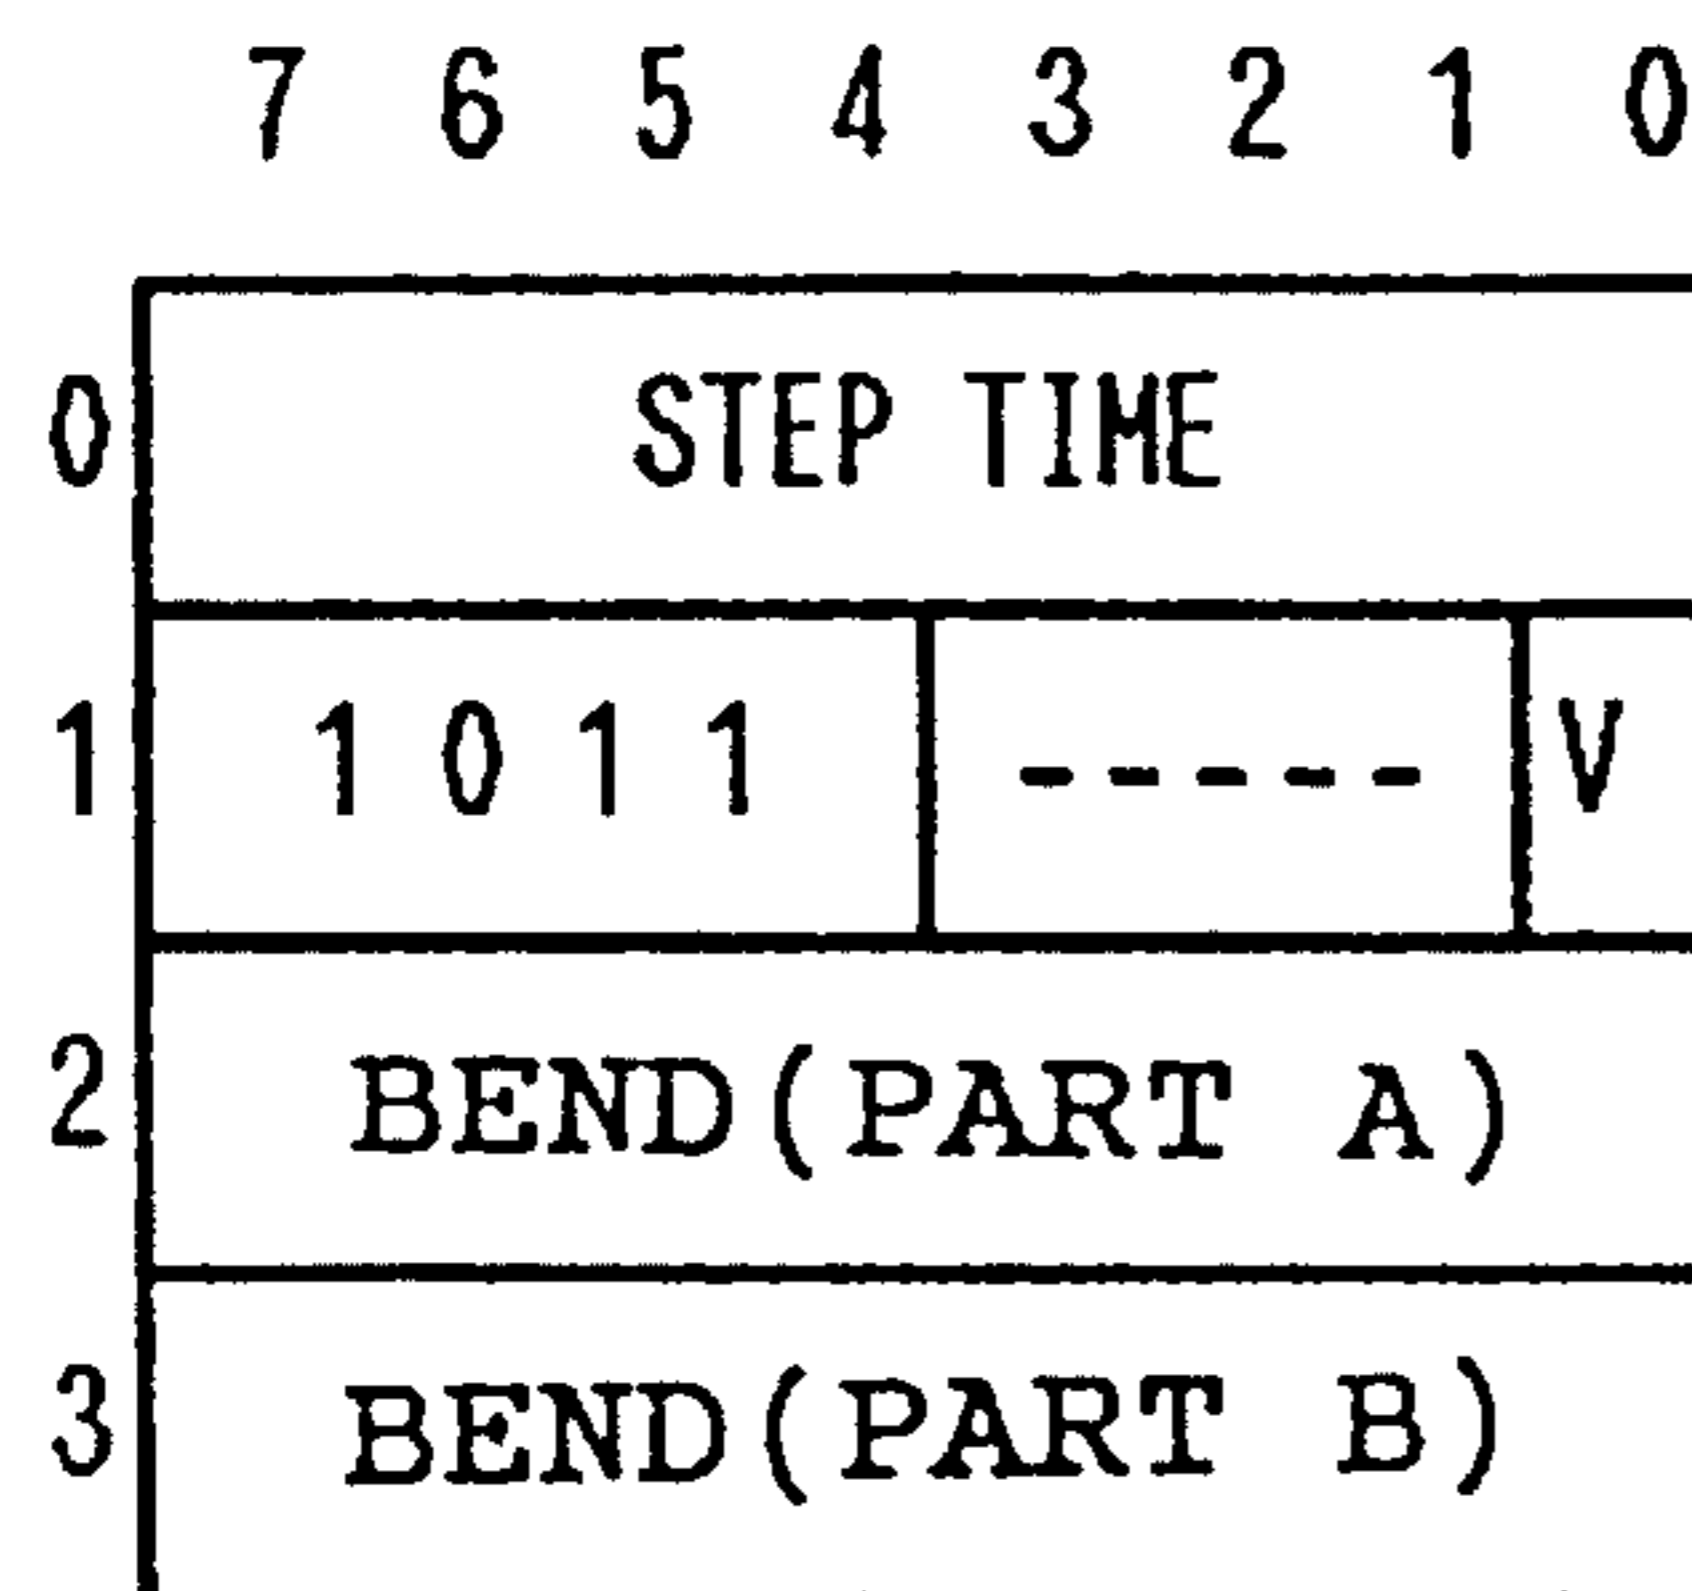 7 6 5 4 3 2 1 0
0 STEP TIME
1 1 0 1 1 ----- V
2 BEND(PART A)
3 BEND(PART B)